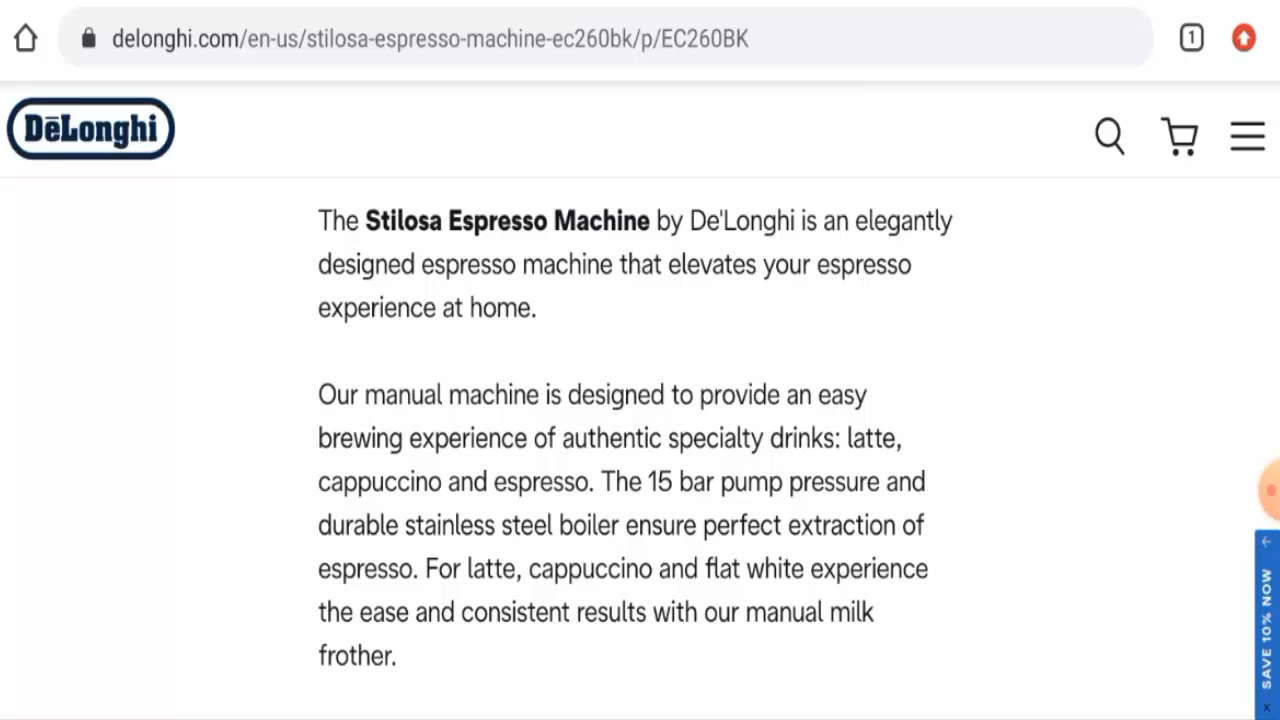 delonghi.com/en-us/stilosa-espresso-machine-ec260bk/p/EC260BK
1
DēLonghi
The Stilosa Espresso Machine by De'Longhi is an elegantly
designed espresso machine that elevates your espresso
experience at home.
Our manual machine is designed to provide an easy
brewing experience of authentic specialty drinks: latte,
cappuccino and espresso. The 15 bar pump pressure and
durable stainless steel boiler ensure perfect extraction of
espresso. For latte, cappuccino and flat white experience
the ease and consistent results with our manual milk
frother.
SAVE 10% NOW
x